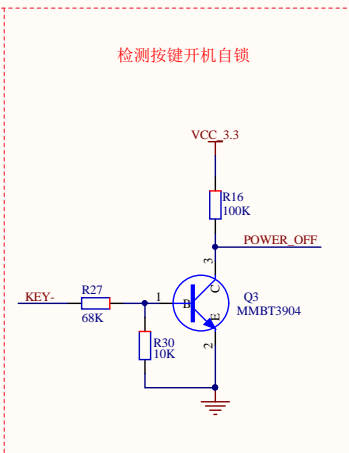 检测按键开机自锁
VCC_3.3
R16
100K
POWER_OFF
3
C
KEY-
R27
68K
1
B
Q3
MMBT3904
E
2
R30
10K